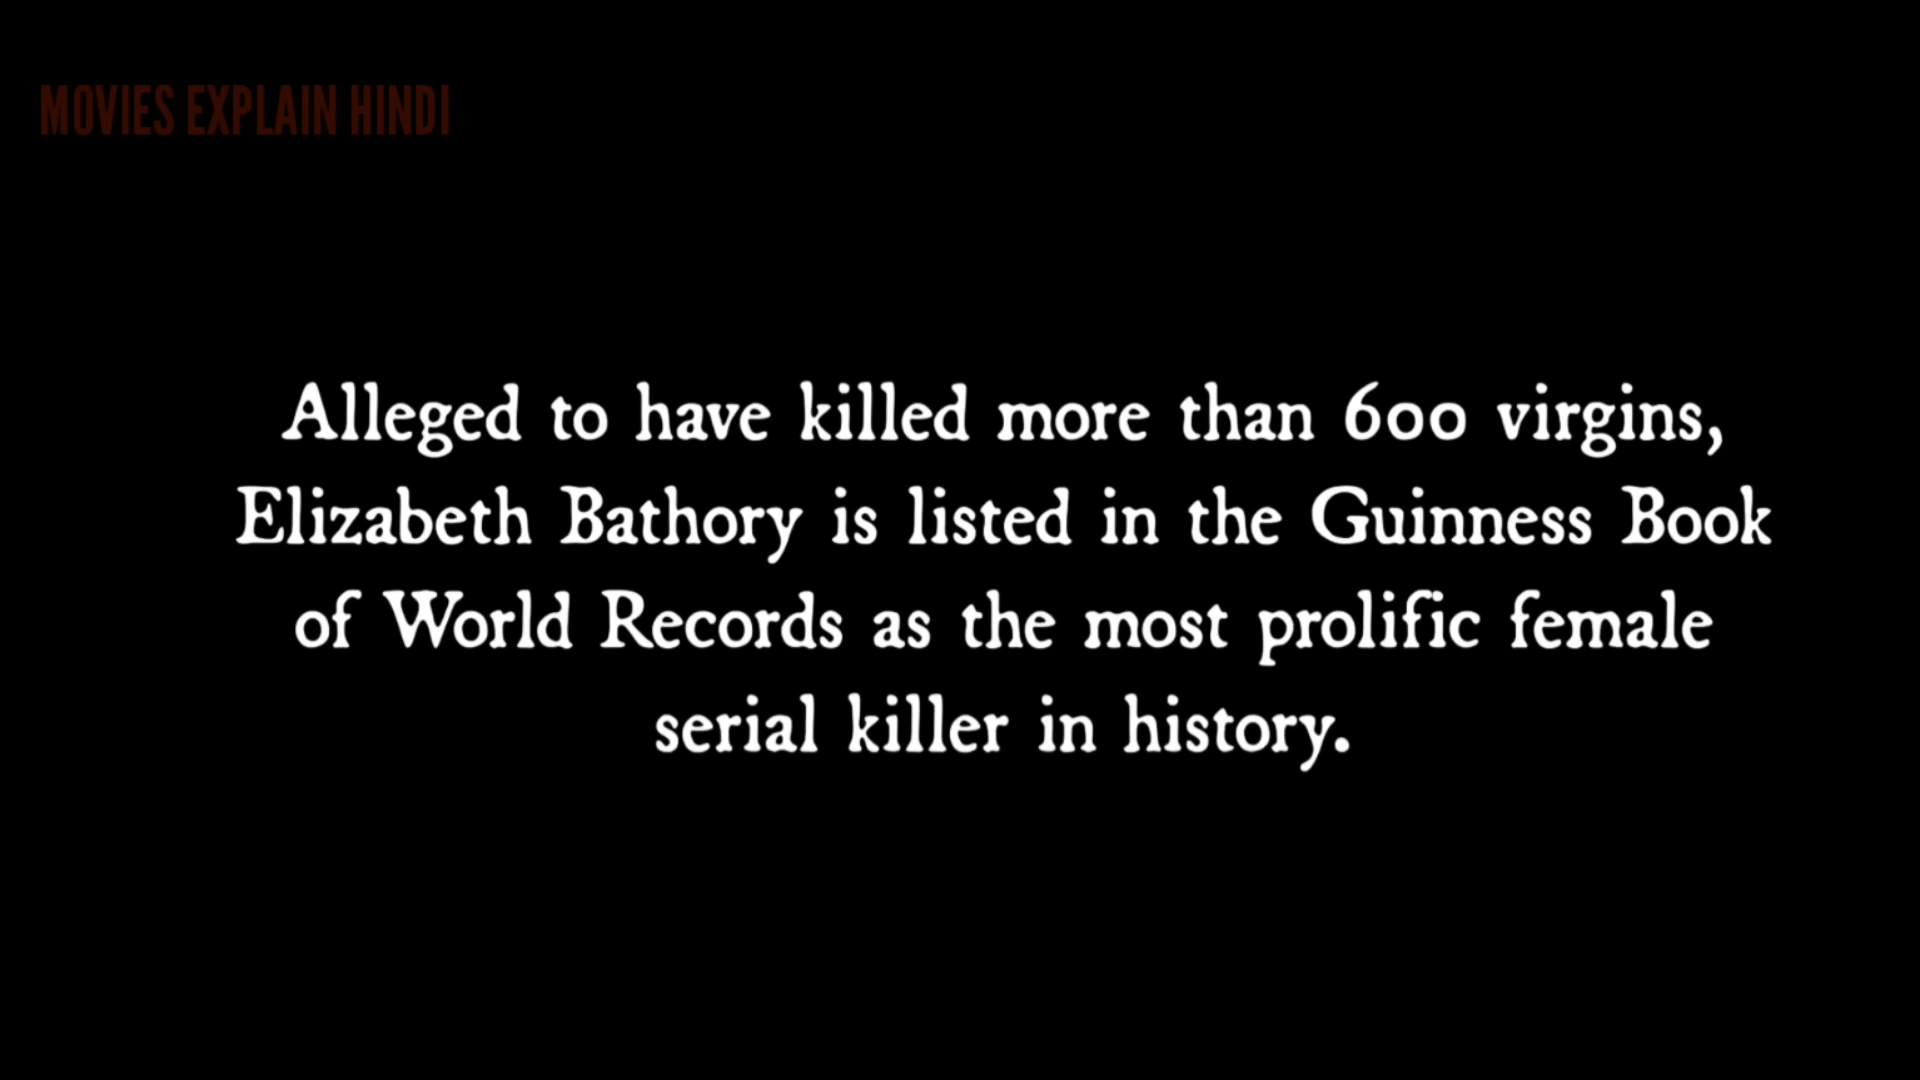 MOVIES EXPLAIN HINDI
Alleged to have killed more than 600 virgins,
Elizabeth Bathory is listed in the Guinness Book
of World Records as the most prolific female
serial killer in history.